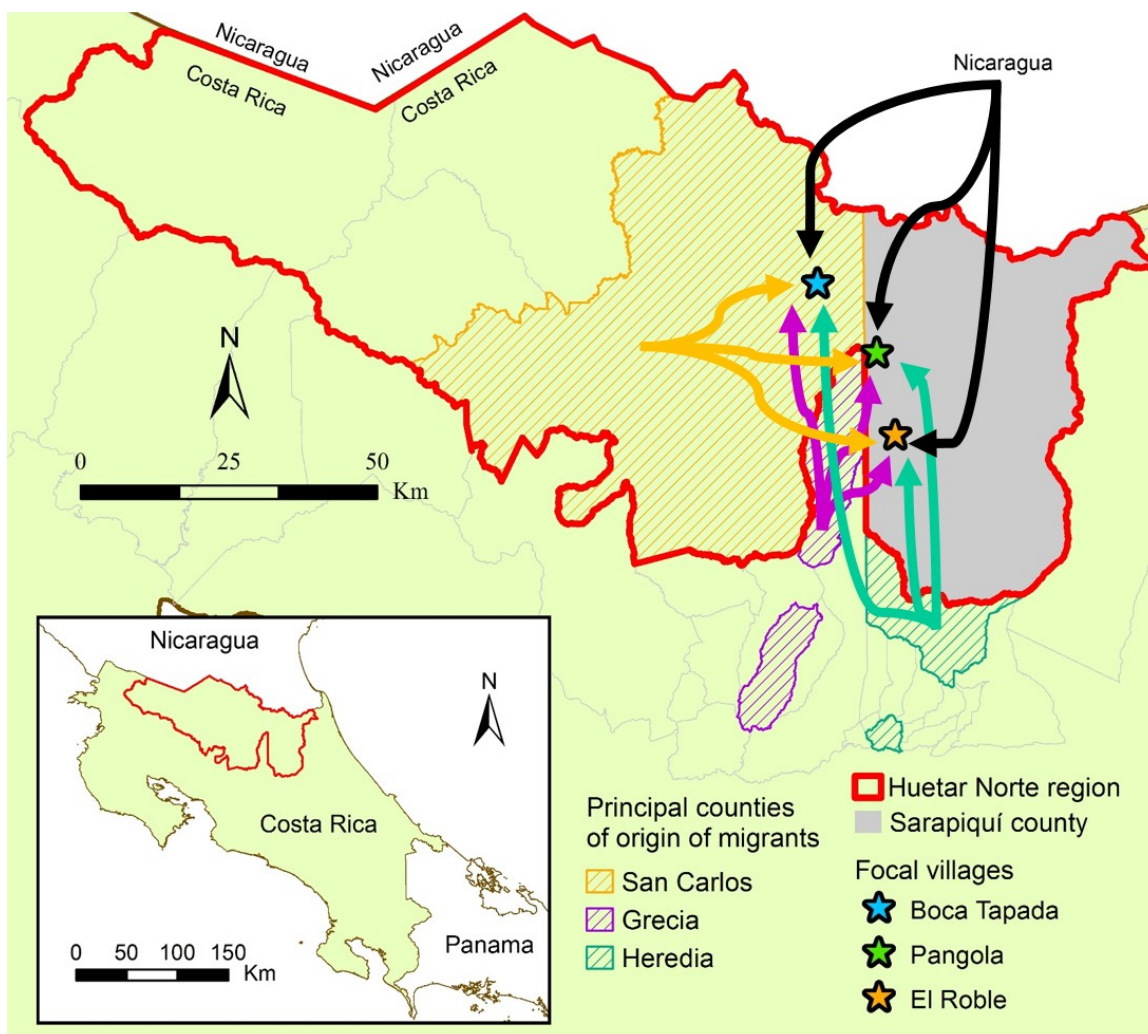 Nicaragua
Costa Rica
Nicaragua
Costa Rica
Nicaragua
N
0 25 50
Km
Nicaragua
N
Costa Rica
0 50 100 150
Km
Panama
Principal counties
of origin of migrants
San Carlos
Grecia
Heredia
Huetar Norte region
Sarapiquí county
Focal villages
Boca Tapada
Pangola
El Roble